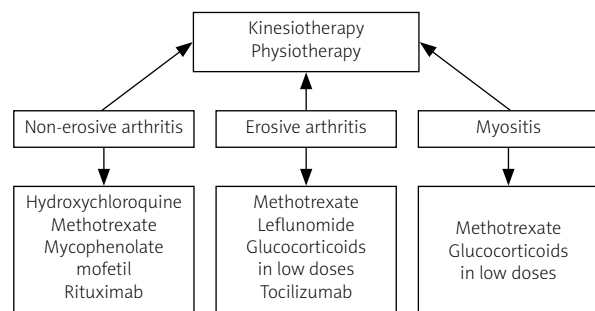 Kinesiotherapy
Physiotherapy
Non-erosive arthritis
Erosive arthritis
Myositis
Hydroxychloroquine
Methotrexate
Mycophenolate
mofetil
Rituximab
Methotrexate
Leflunomide
Glucocorticoids
in low doses
Tocilizumab
Methotrexate
Glucocorticoids
in low doses